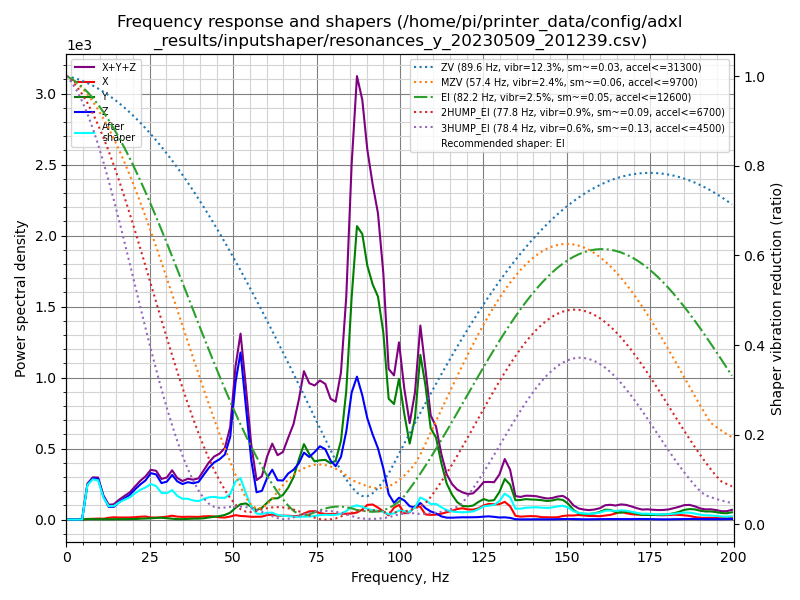 Frequency response and shapers (/home/pi/printer_data/config/adxl
_results/inputshaper/resonances_y_20230509_201239.csv)
1e3
X+Y+Z
X
Y
Z
After
shaper
ZV (89.6 Hz, vibr=12.3%, sm~=0.03, accel<=31300)
MZV (57.4 Hz, vibr=2.4%, sm~=0.06, accel<=9700)
EI (82.2 Hz, vibr=2.5%, sm~=0.05, accel<=12600)
2HUMP_EI (77.8 Hz, vibr=0.9%, sm~=0.09, accel<=6700)
3HUMP_EI (78.4 Hz, vibr=0.6%, sm~=0.13, accel<=4500)
Recommended shaper: EI
Power spectral density
3.0
2.5
2.0
1.5
1.0
0.5
0.0
1.0
0.8
0.6
0.4
0.2
0.0
Shaper vibration reduction (ratio)
0 25 50 75 100 125 150 175 200
Frequency, Hz